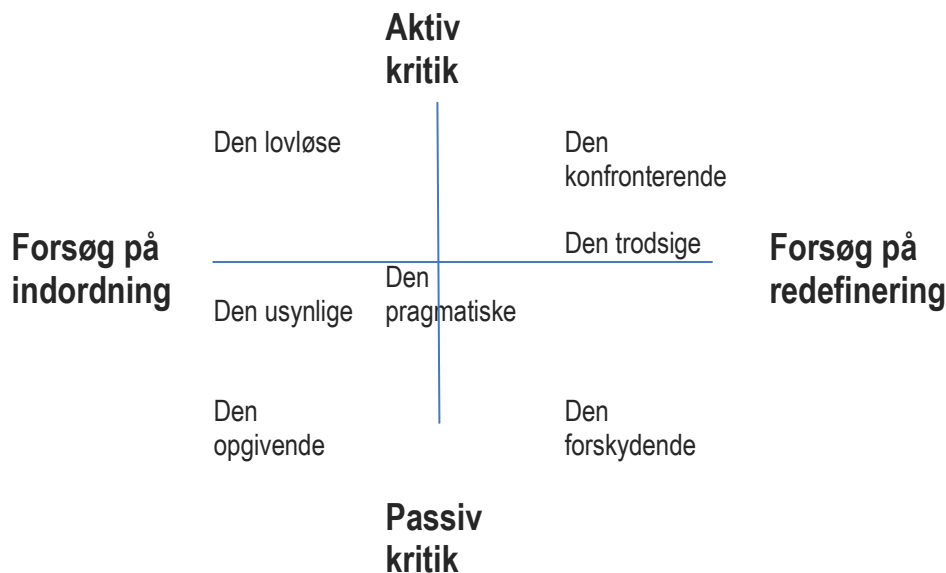 Aktiv
kritik
Den lovløse
Den
konfronterende
Forsøg på
indordning
Den trodsige
Forsøg på
redefinering
Den usynlige
Den
pragmatiske
Den
opgivende
Den
forskydende
Passiv
kritik